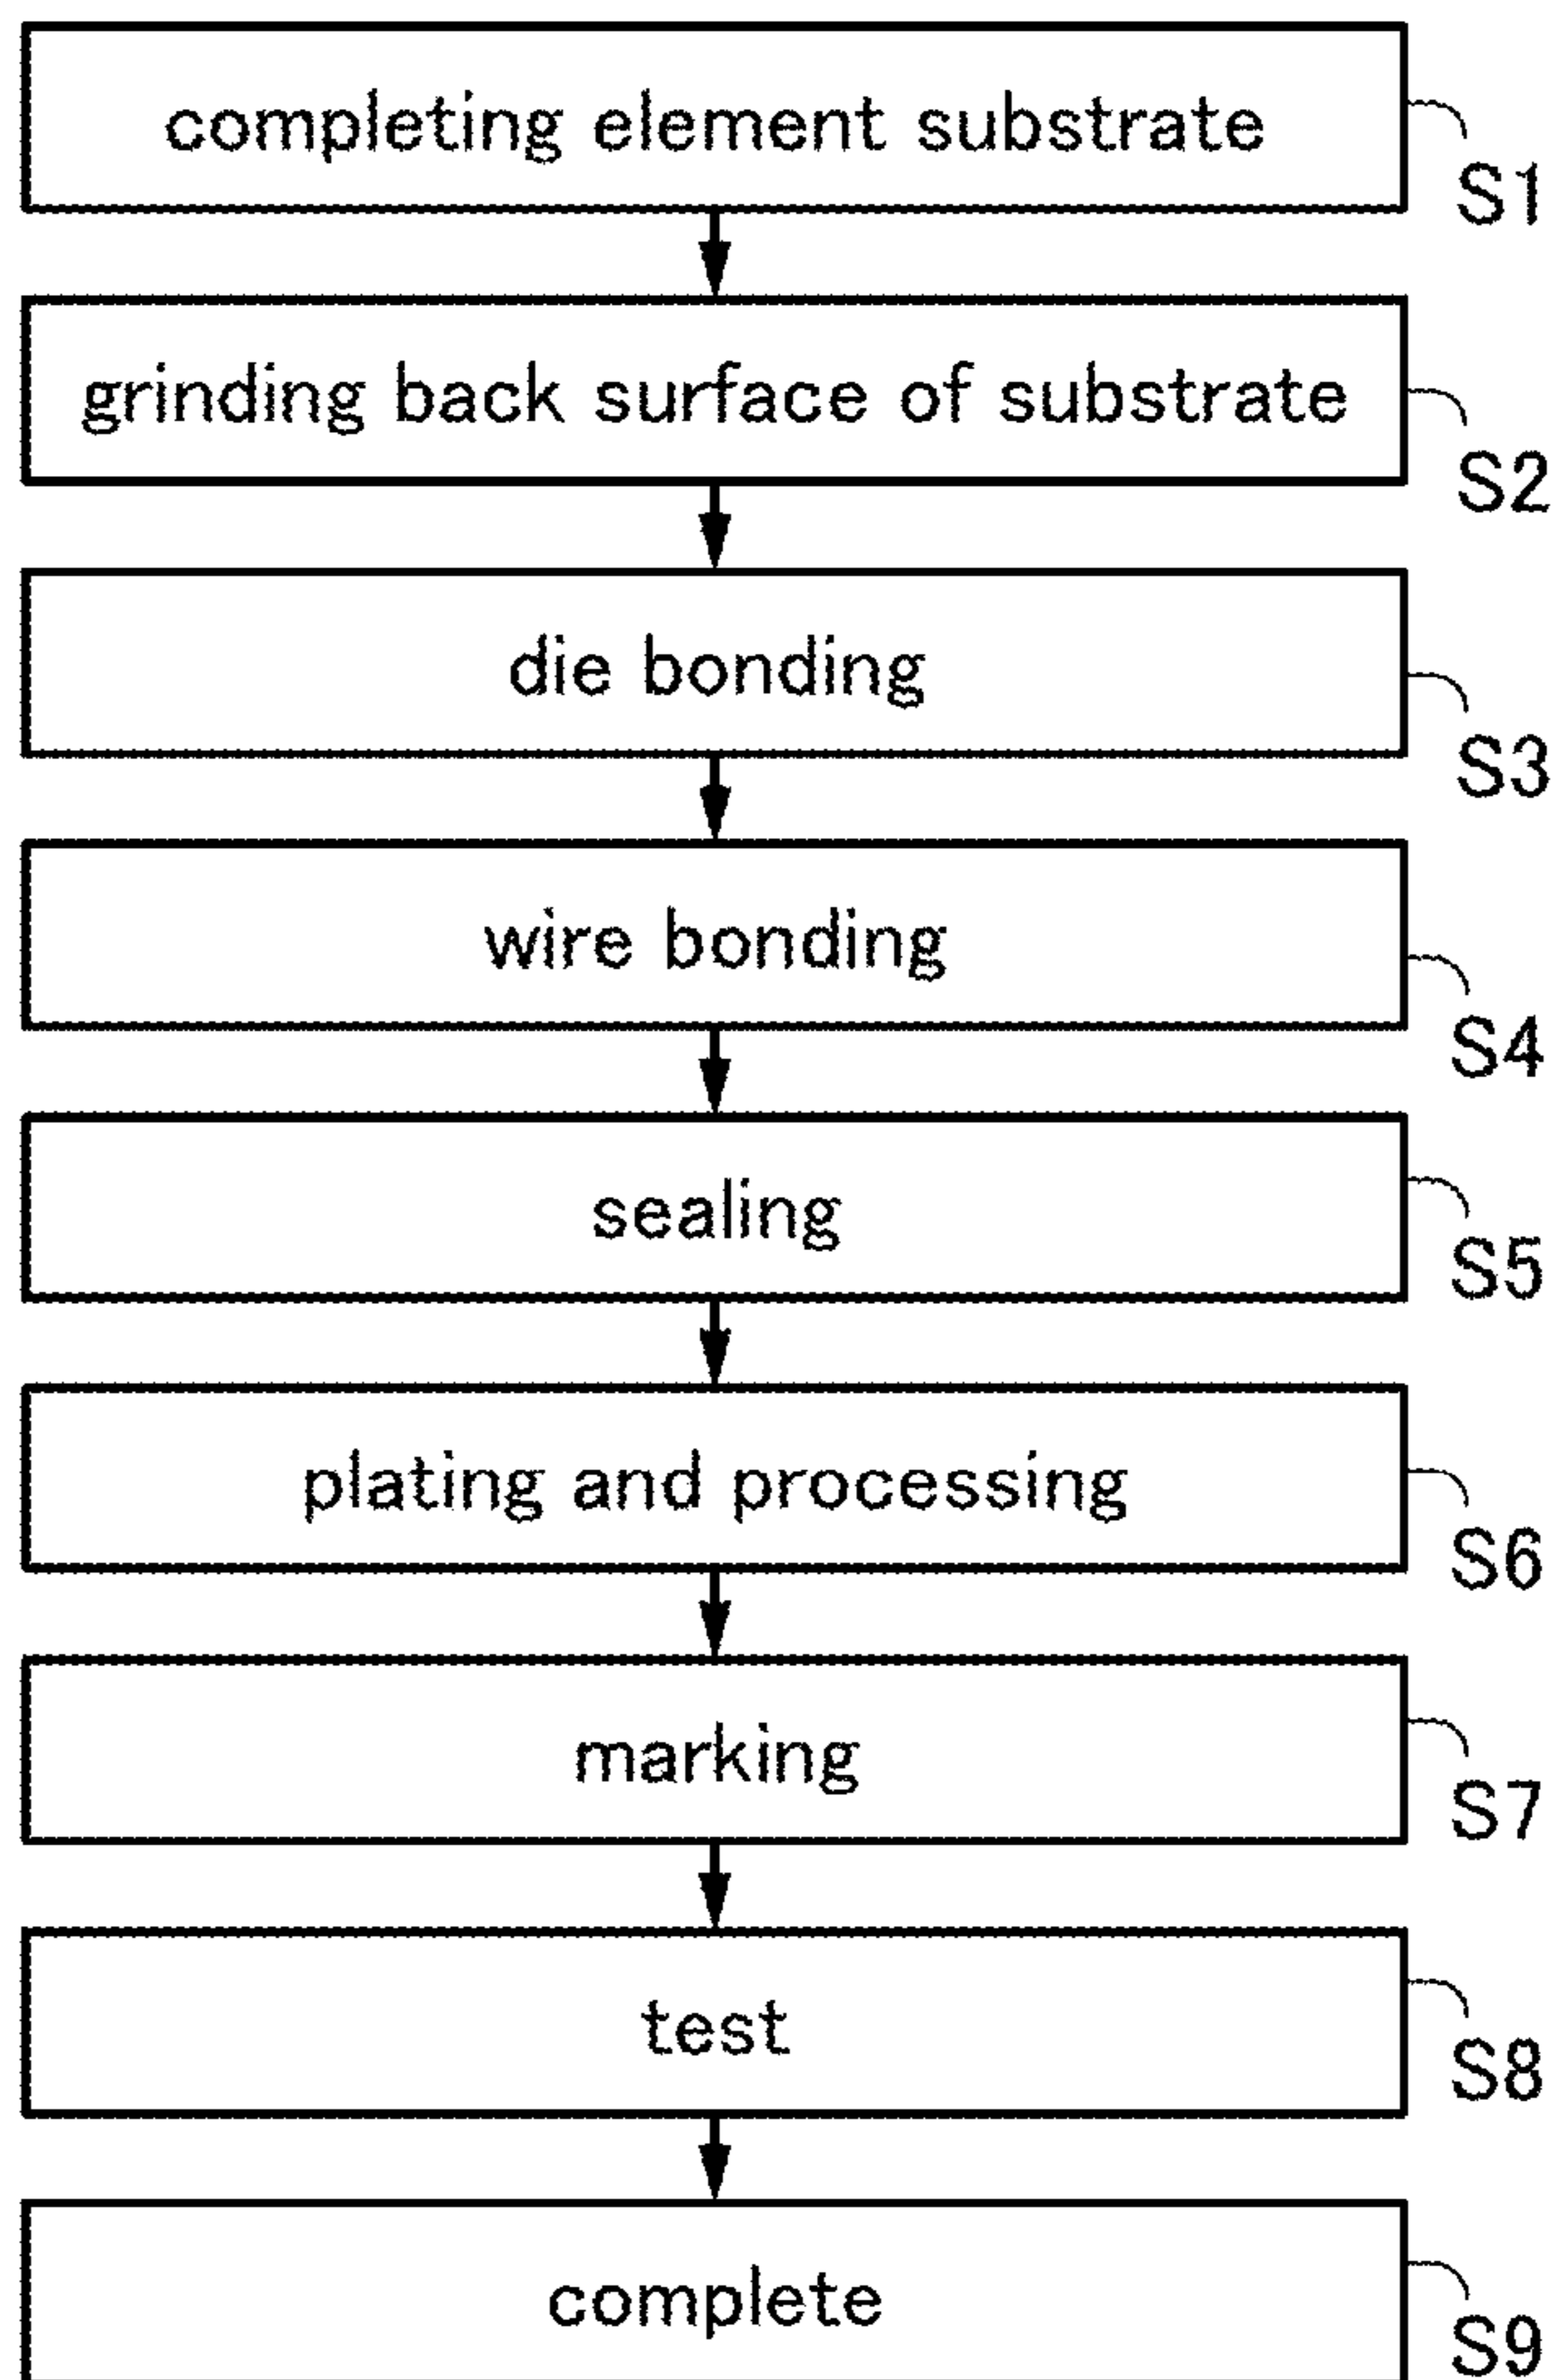 completing element substrate
S1
grinding back surface of substrate
S2
die bonding
S3
wire bonding
S4
sealing
S5
plating and processing
S6
marking
S7
test
S8
complete
S9